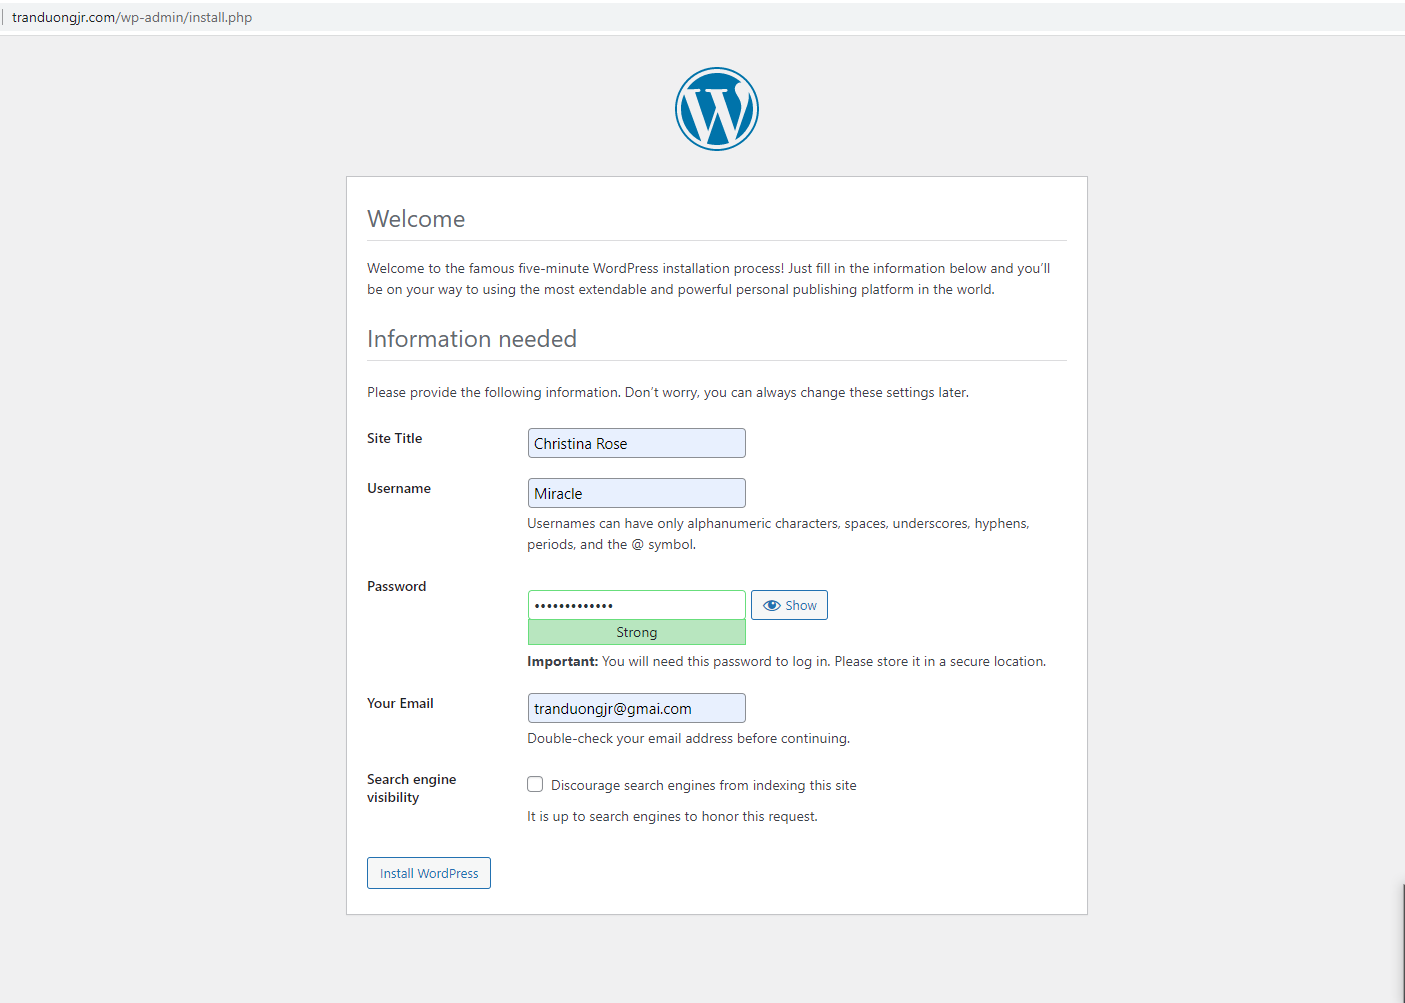 tranduongjr.com/wp-admin/install.php
Welcome
Welcome to the famous five-minute WordPress installation process! Just fill in the information below and you’ll
be on your way to using the most extendable and powerful personal publishing platform in the world.
Information needed
Please provide the following information. Don’t worry, you can always change these settings later.
Site Title
Christina Rose
Username
Miracle
Usernames can have only alphanumeric characters, spaces, underscores, hyphens,
periods, and the @ symbol.
Password
•••••••••••••
Show
Strong
Important: You will need this password to log in. Please store it in a secure location.
Your Email
tranduongjr@gmai.com
Double-check your email address before continuing.
Search engine
visibility
Discourage search engines from indexing this site
It is up to search engines to honor this request.
Install WordPress